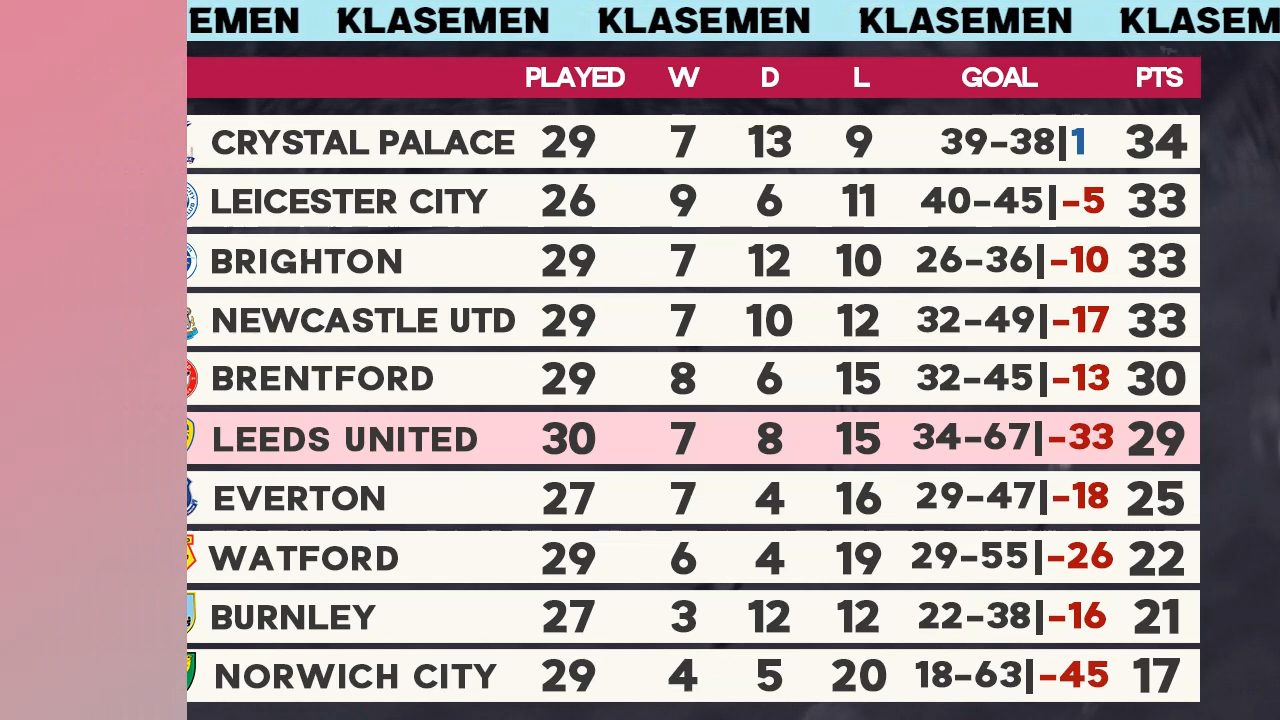 EMEN KLASEMEN KLASEMEN KLASEMEN KLASEM
PLAYED W D L GOAL PTS
CRYSTAL PALACE 29 7 13 9 39-38|1 34
LEICESTER CITY 26 9 6 11 40-45|-5 33
BRIGHTON 29 7 12 10 26-36|-10 33
NEWCASTLE UTD 29 7 10 12 32-49|-17 33
BRENTFORD 29 8 6 15 32-45|-13 30
LEEDS UNITED 30 7 8 15 34-67|-33 29
EVERTON 27 7 4 16 29-47|-18 25
WATFORD 29 6 4 19 29-55|-26 22
BURNLEY 27 3 12 12 22-38|-16 21
NORWICH CITY 29 4 5 20 18-63|-45 17